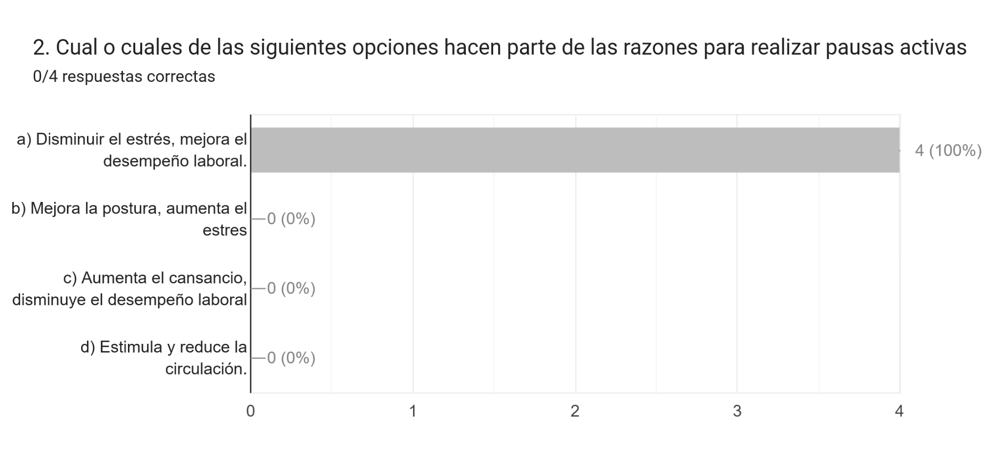 2. Cual o cuales de las siguientes opciones hacen parte de las razones para realizar pausas activas
0/4 respuestas correctas
a) Disminuir el estrés, mejora el
desempeño laboral.
4 (100%)
b) Mejora la postura, aumenta el
estres
0 (0%)
c) Aumenta el cansancio,
disminuye el desempeño laboral
0 (0%)
d) Estimula y reduce la
circulación.
0 (0%)
0 1 2 3 4